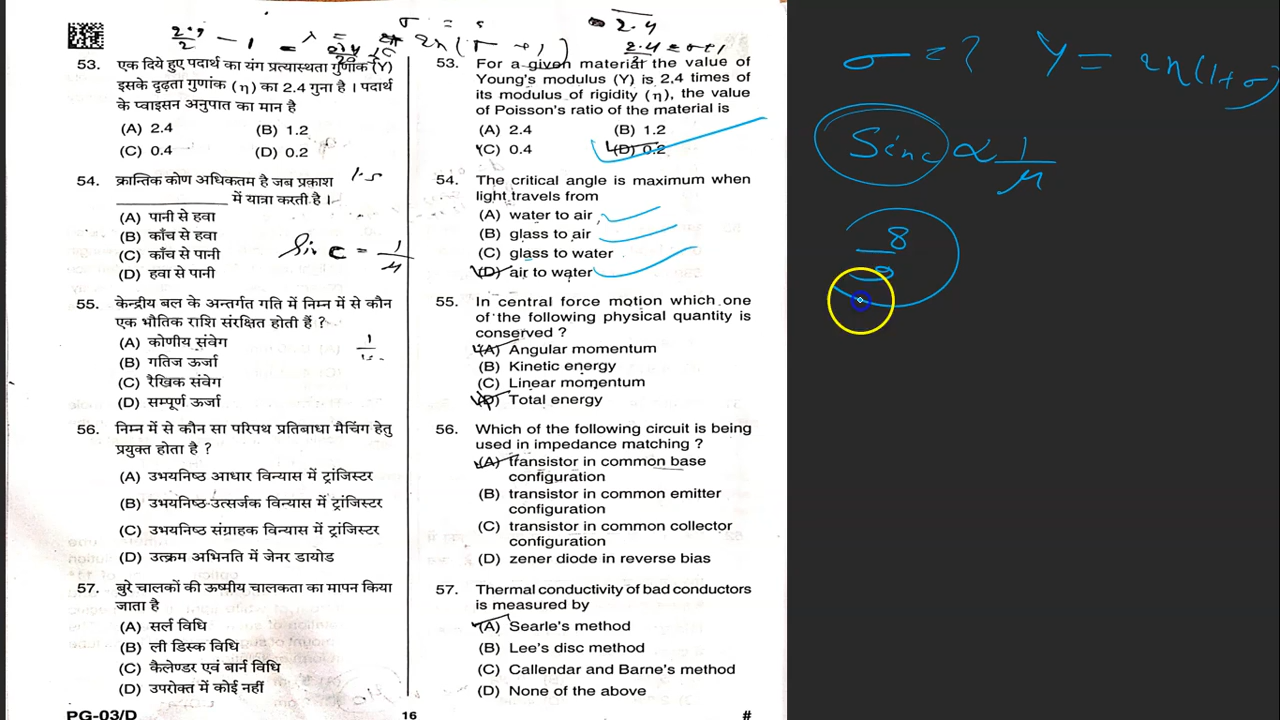 σ = ?   Y = 2η(1+σ)
Sinc ∝ 1/μ
8
53. एक दिये हुए पदार्थ का यंग प्रत्यास्थता गुणांक (Y)
इसके दृढ़ता गुणांक (η) का 2.4 गुना है । पदार्थ
के प्वाइसन अनुपात का मान है
(A) 2.4 (B) 1.2
(C) 0.4 (D) 0.2
54. क्रान्तिक कोण अधिकतम है जब प्रकाश
____________ में यात्रा करती है ।
(A) पानी से हवा
(B) काँच से हवा
(C) काँच से पानी
(D) हवा से पानी
Sin c = 1/μ
55. केन्द्रीय बल के अन्तर्गत गति में निम्न में से कौन
एक भौतिक राशि संरक्षित होती हैं ?
(A) कोणीय संवेग
(B) गतिज ऊर्जा
(C) रैखिक संवेग
(D) सम्पूर्ण ऊर्जा
56. निम्न में से कौन सा परिपथ प्रतिबाधा मैचिंग हेतु
प्रयुक्त होता है ?
(A) उभयनिष्ठ आधार विन्यास में ट्रांजिस्टर
(B) उभयनिष्ठ-उत्सर्जक विन्यास में ट्रांजिस्टर
(C) उभयनिष्ठ संग्राहक विन्यास में ट्रांजिस्टर
(D) उत्क्रम अभिनति में जेनर डायोड
57. बुरे चालकों की ऊष्मीय चालकता का मापन किया
जाता है
(A) सर्ल विधि
(B) ली डिस्क विधि
(C) कैलेण्डर एवं बार्न विधि
(D) उपरोक्त में कोई नहीं
53. For a given material the value of
Young's modulus (Y) is 2.4 times of
its modulus of rigidity (η), the value
of Poisson's ratio of the material is
(A) 2.4 (B) 1.2
(C) 0.4 (D) 0.2
54. The critical angle is maximum when
light travels from
(A) water to air
(B) glass to air
(C) glass to water
(D) air to water
55. In central force motion which one
of the following physical quantity is
conserved ?
(A) Angular momentum
(B) Kinetic energy
(C) Linear momentum
(D) Total energy
56. Which of the following circuit is being
used in impedance matching ?
(A) transistor in common base
configuration
(B) transistor in common emitter
configuration
(C) transistor in common collector
configuration
(D) zener diode in reverse bias
57. Thermal conductivity of bad conductors
is measured by
(A) Searle's method
(B) Lee's disc method
(C) Callendar and Barne's method
(D) None of the above
PG-03/D 16 #